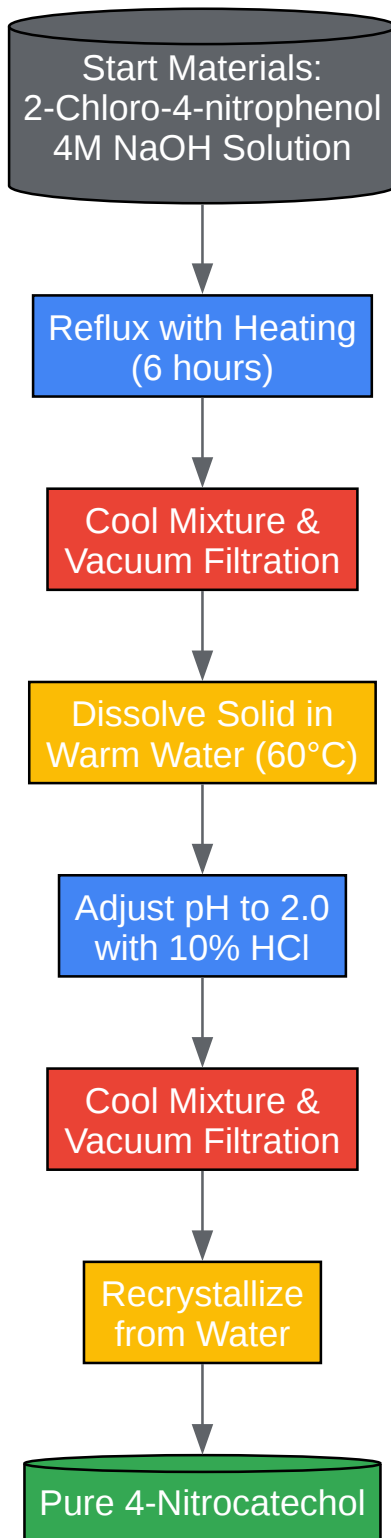 Start Materials:
2-Chloro-4-nitrophenol
4M NaOH Solution
Reflux with Heating
(6 hours)
Cool Mixture &
Vacuum Filtration
Dissolve Solid in
Warm Water (60°C)
Adjust pH to 2.0
with 10% HCl
Cool Mixture &
Vacuum Filtration
Recrystallize
from Water
Pure 4-Nitrocatechol